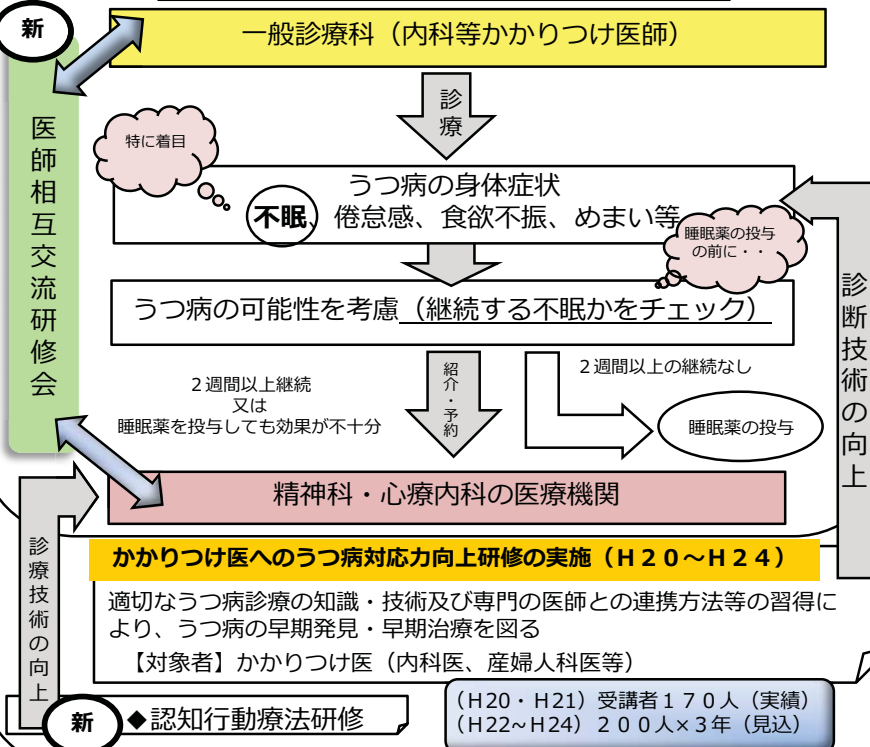 新
一般診療科（内科等かかりつけ医師）
診療
医師相互交流研修会
特に着目
うつ病の身体症状
不眠、倦怠感、食欲不振、めまい等
睡眠薬の投与
の前に・・
うつ病の可能性を考慮（継続する不眠かをチェック）
診断技術の向上
２週間以上継続
又は
睡眠薬を投与しても効果が不十分
紹介・予約
２週間以上の継続なし
睡眠薬の投与
精神科・心療内科の医療機関
診療技術の向上
かかりつけ医へのうつ病対応力向上研修の実施（Ｈ２０～Ｈ２４）
適切なうつ病診療の知識・技術及び専門の医師との連携方法等の習得に
より、うつ病の早期発見・早期治療を図る
【対象者】かかりつけ医（内科医、産婦人科医等）
新
◆認知行動療法研修
（H20・H21）受講者１７０人（実績）
（H22~H24）２００人×３年（見込）